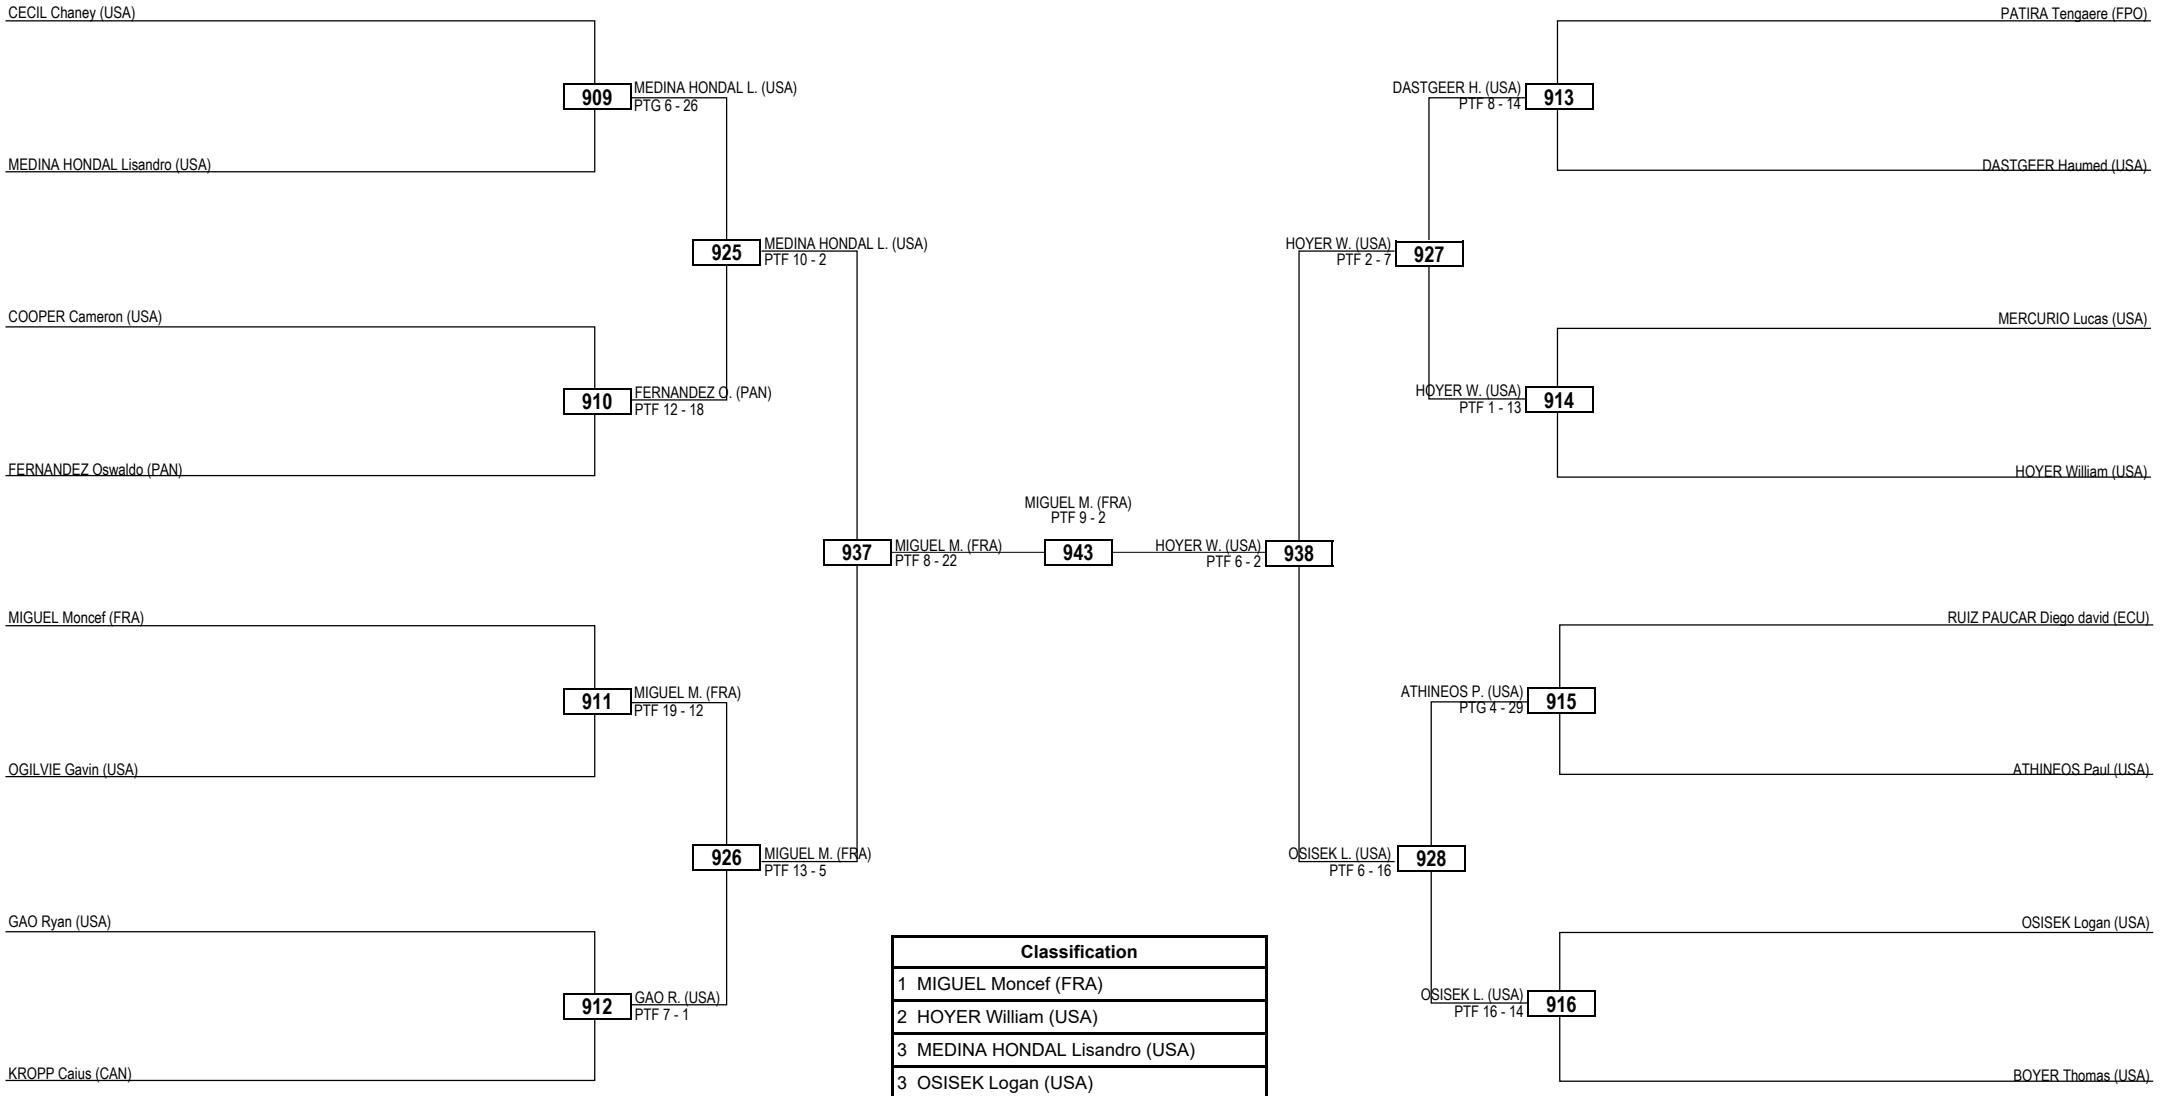 CECIL Chaney (USA)
909
MEDINA HONDAL L. (USA)
PTG 6 - 26
MEDINA HONDAL Lisandro (USA)
925
MEDINA HONDAL L. (USA)
PTF 10 - 2
COOPER Cameron (USA)
910
FERNANDEZ O. (PAN)
PTF 12 - 18
FERNANDEZ Oswaldo (PAN)
937
MIGUEL M. (FRA)
PTF 8 - 22
MIGUEL Moncef (FRA)
911
MIGUEL M. (FRA)
PTF 19 - 12
OGILVIE Gavin (USA)
926
MIGUEL M. (FRA)
PTF 13 - 5
GAO Ryan (USA)
912
GAO R. (USA)
PTF 7 - 1
KROPP Caius (CAN)
MIGUEL M. (FRA)
PTF 9 - 2
943
PATIRA Tengaere (FPO)
DASTGEER H. (USA)
PTF 8 - 14
913
DASTGEER Haumed (USA)
HOYER W. (USA)
PTF 2 - 7
927
MERCURIO Lucas (USA)
HOYER W. (USA)
PTF 1 - 13
914
HOYER William (USA)
HOYER W. (USA)
PTF 6 - 2
938
RUIZ PAUCAR Diego david (ECU)
ATHINEOS P. (USA)
PTG 4 - 29
915
ATHINEOS Paul (USA)
OSISEK L. (USA)
PTF 6 - 16
928
OSISEK Logan (USA)
OSISEK L. (USA)
PTF 16 - 14
916
BOYER Thomas (USA)
Classification
1 MIGUEL Moncef (FRA)
2 HOYER William (USA)
3 MEDINA HONDAL Lisandro (USA)
3 OSISEK Logan (USA)